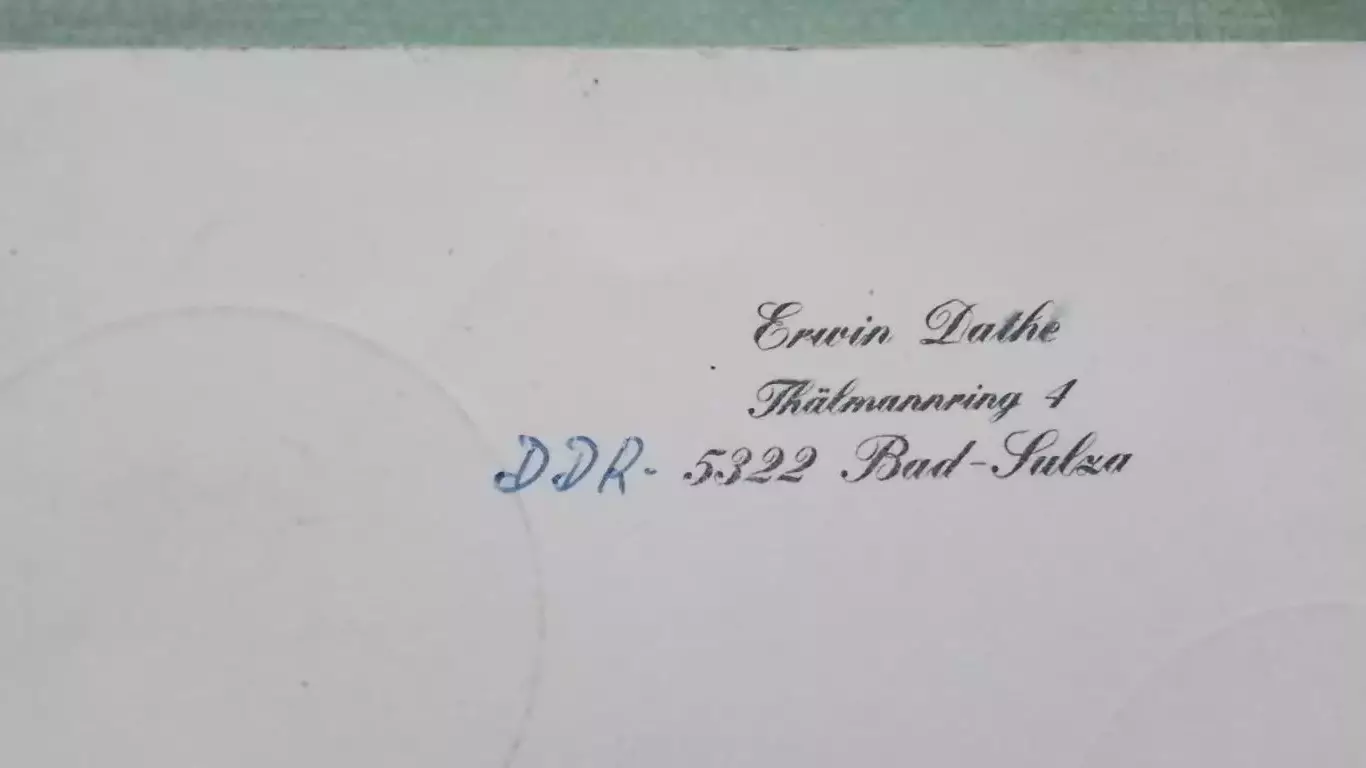 Erwin Dathe
Thälmannring 4
DDR- 5322 Bad-Sulza